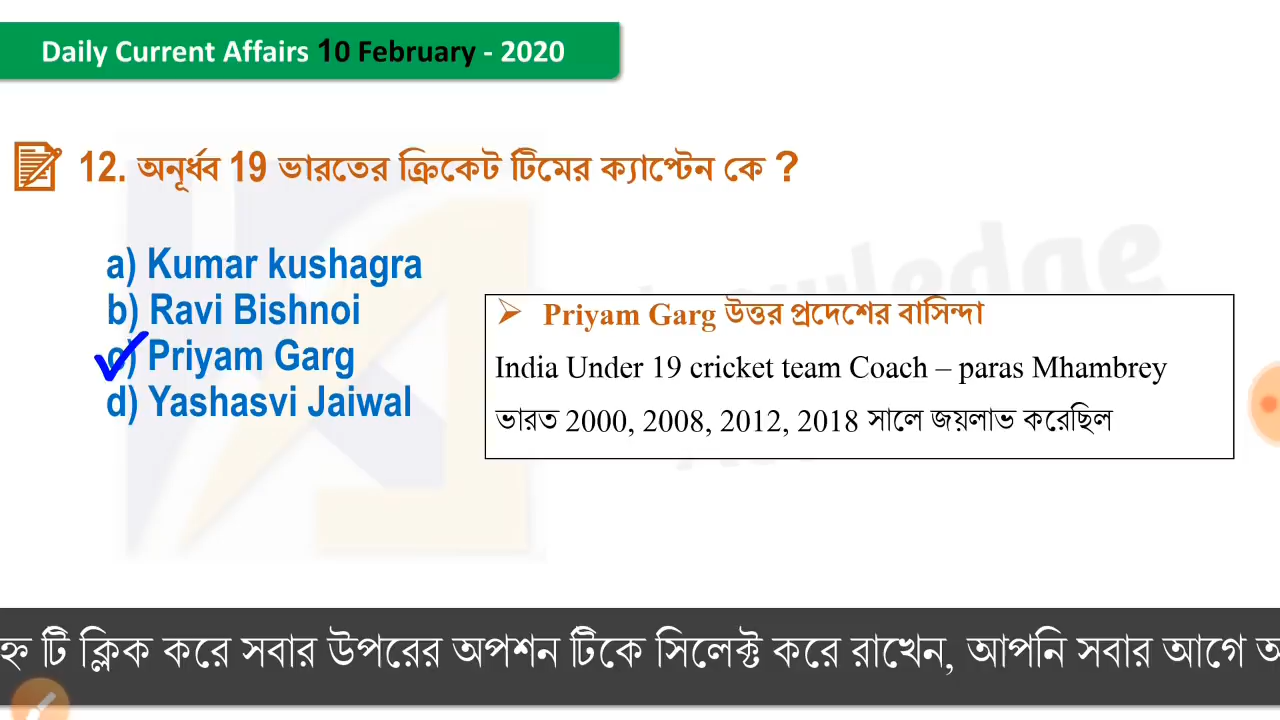 Daily Current Affairs 10 February - 2020
12. অনূর্ধ্ব 19 ভারতের ক্রিকেট টিমের ক্যাপ্টেন কে ?
a) Kumar kushagra
b) Ravi Bishnoi
c) Priyam Garg
d) Yashasvi Jaiwal
Priyam Garg উত্তর প্রদেশের বাসিন্দা
India Under 19 cricket team Coach – paras Mhambrey
ভারত 2000, 2008, 2012, 2018 সালে জয়লাভ করেছিল
টি ক্লিক করে সবার উপরের অপশন টিকে সিলেক্ট করে রাখেন, আপনি সবার আগে